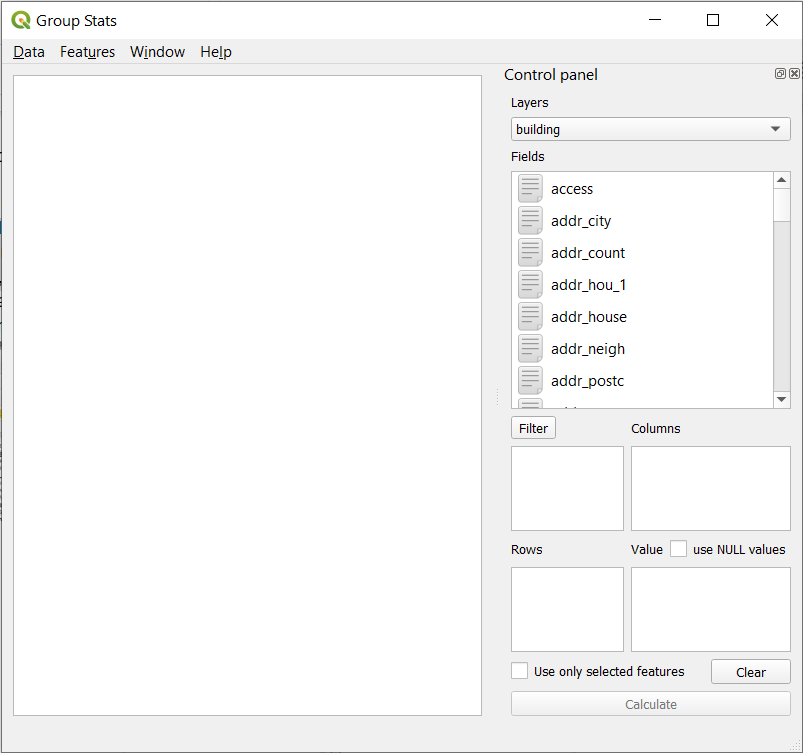 Group Stats
Data Features Window Help
Control panel
Layers
building
Fields
access
addr_city
addr_count
addr_hou_1
addr_house
addr_neigh
addr_postc
Filter Columns
Rows Value use NULL values
Use only selected features Clear
Calculate